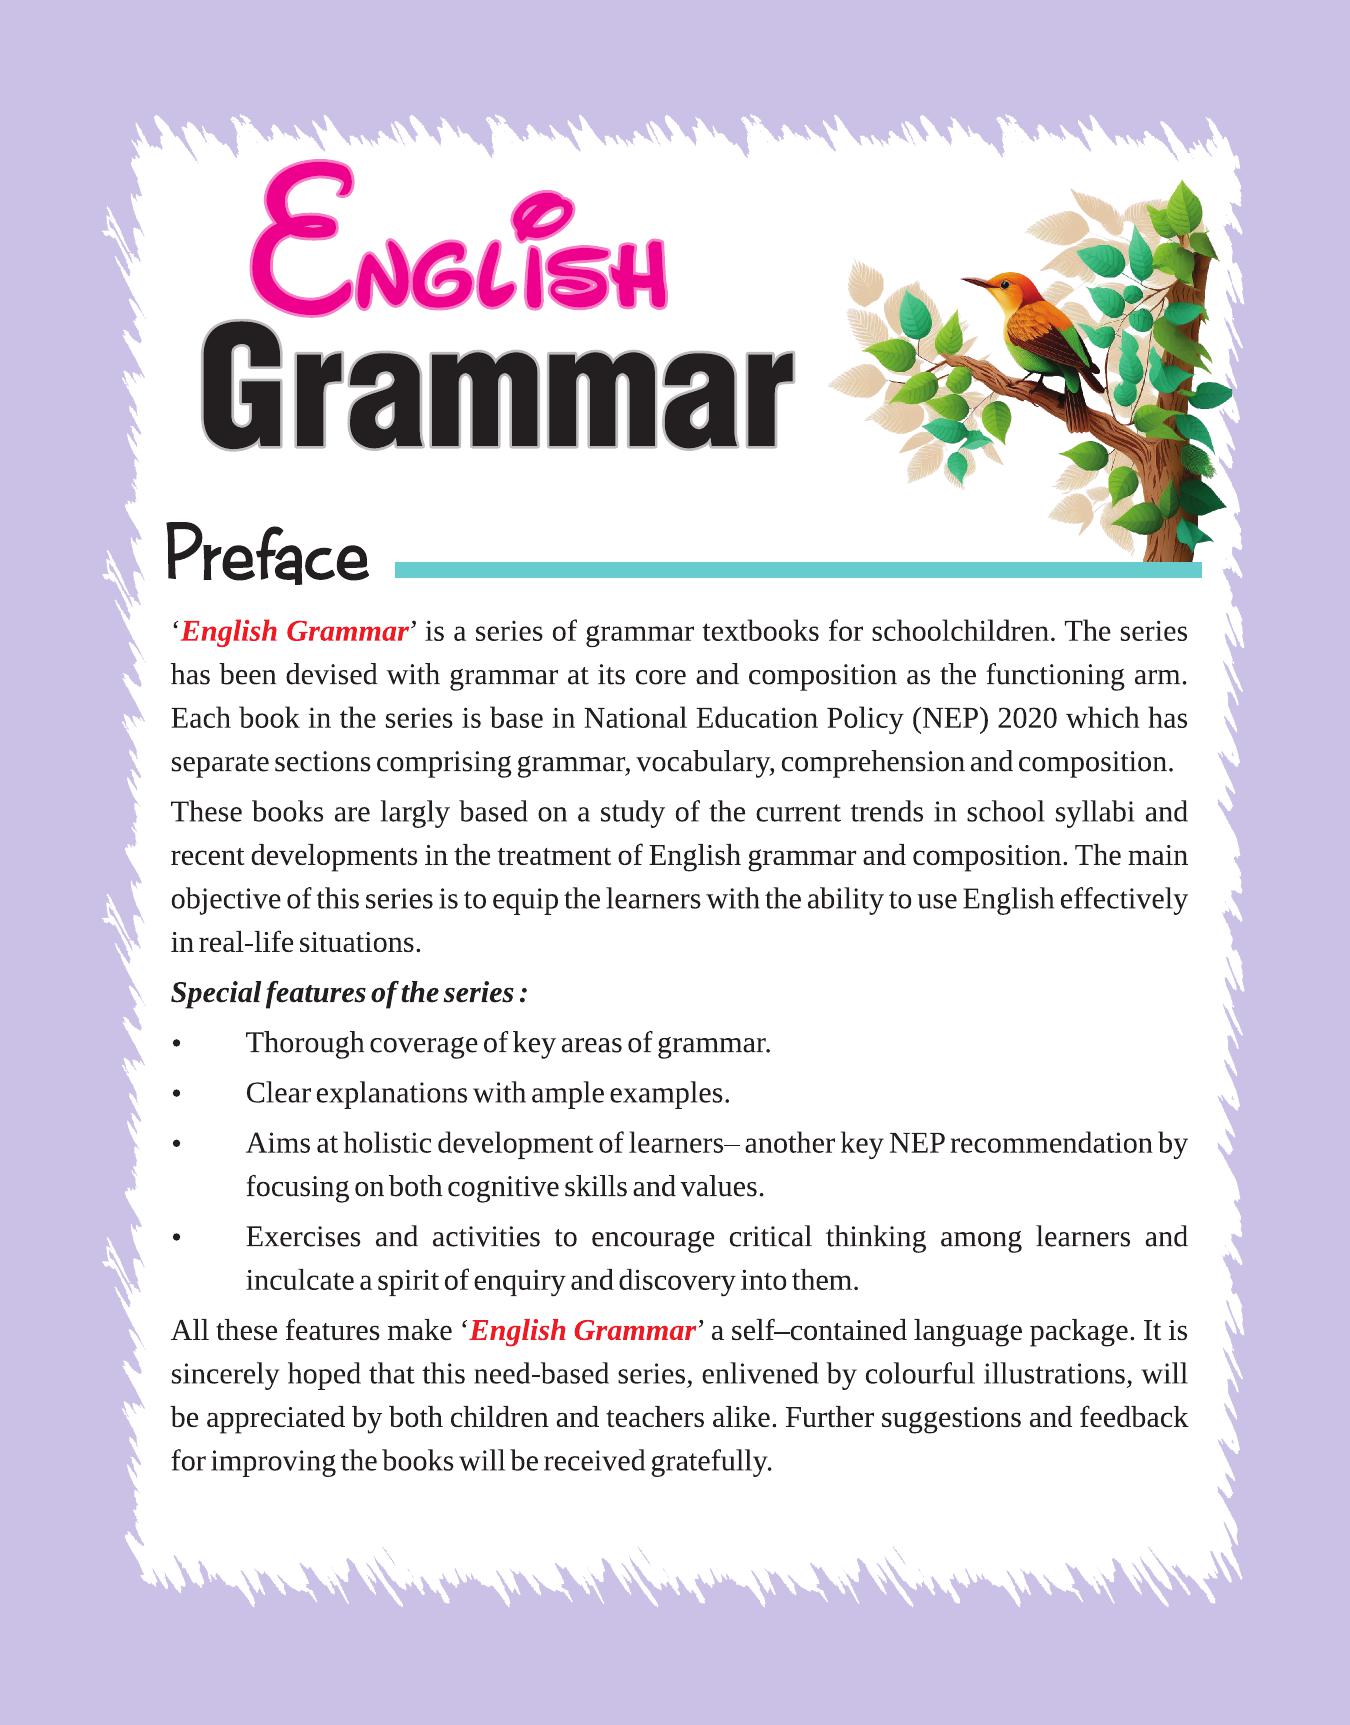 ENGLISH
Grammar
Preface
‘English Grammar’ is a series of grammar textbooks for schoolchildren. The series
has been devised with grammar at its core and composition as the functioning arm.
Each book in the series is base in National Education Policy (NEP) 2020 which has
separate sections comprising grammar, vocabulary, comprehension and composition.
These books are largly based on a study of the current trends in school syllabi and
recent developments in the treatment of English grammar and composition. The main
objective of this series is to equip the learners with the ability to use English effectively
in real-life situations.
Special features of the series :
• Thorough coverage of key areas of grammar.
• Clear explanations with ample examples.
• Aims at holistic development of learners– another key NEP recommendation by
focusing on both cognitive skills and values.
• Exercises and activities to encourage critical thinking among learners and
inculcate a spirit of enquiry and discovery into them.
All these features make ‘English Grammar’ a self–contained language package. It is
sincerely hoped that this need-based series, enlivened by colourful illustrations, will
be appreciated by both children and teachers alike. Further suggestions and feedback
for improving the books will be received gratefully.